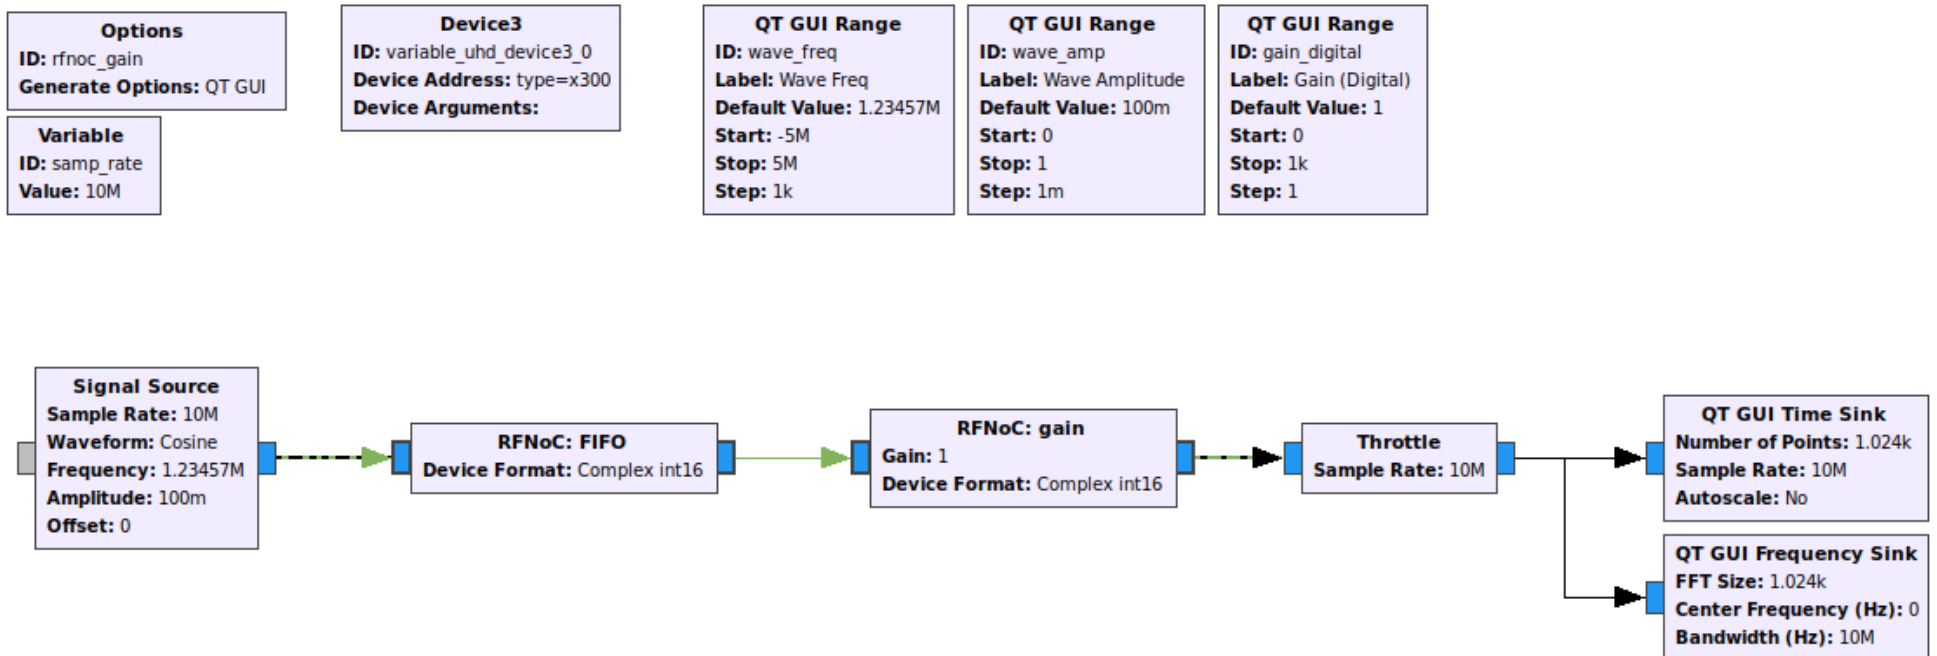 Options
ID: rfnoc_gain
Generate Options: QT GUI
Variable
ID: samp_rate
Value: 10M
Device3
ID: variable_uhd_device3_0
Device Address: type=x300
Device Arguments:
QT GUI Range
ID: wave_freq
Label: Wave Freq
Default Value: 1.23457M
Start: -5M
Stop: 5M
Step: 1k
QT GUI Range
ID: wave_amp
Label: Wave Amplitude
Default Value: 100m
Start: 0
Stop: 1
Step: 1m
QT GUI Range
ID: gain_digital
Label: Gain (Digital)
Default Value: 1
Start: 0
Stop: 1k
Step: 1
Signal Source
Sample Rate: 10M
Waveform: Cosine
Frequency: 1.23457M
Amplitude: 100m
Offset: 0
RFNoC: FIFO
Device Format: Complex int16
RFNoC: gain
Gain: 1
Device Format: Complex int16
Throttle
Sample Rate: 10M
QT GUI Time Sink
Number of Points: 1.024k
Sample Rate: 10M
Autoscale: No
QT GUI Frequency Sink
FFT Size: 1.024k
Center Frequency (Hz): 0
Bandwidth (Hz): 10M